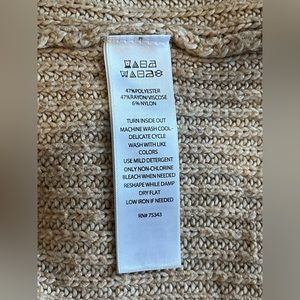 47%POLYESTER
47%RAYON/VISCOSE
6% NYLON
TURN INSIDE OUT
MACHINE WASH COOL -
DELICATE CYCLE
WASH WITH LIKE
COLORS
USE MILD DETERGENT
ONLY NON-CHLORINE
BLEACH WHEN NEEDED
RESHAPE WHILE DAMP
DRY FLAT
LOW IRON IF NEEDED
RN# 75343